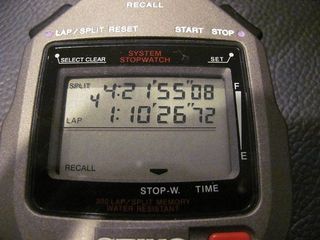 RECALL
LAP/SPLIT RESET START STOP
SYSTEM
STOPWATCH
SELECT CLEAR SET
SPLIT 4:21'55"08
4
LAP 1:10'26"72
F
E
RECALL
STOP-W. TIME
300 LAP/SPLIT MEMORY
WATER RESISTANT